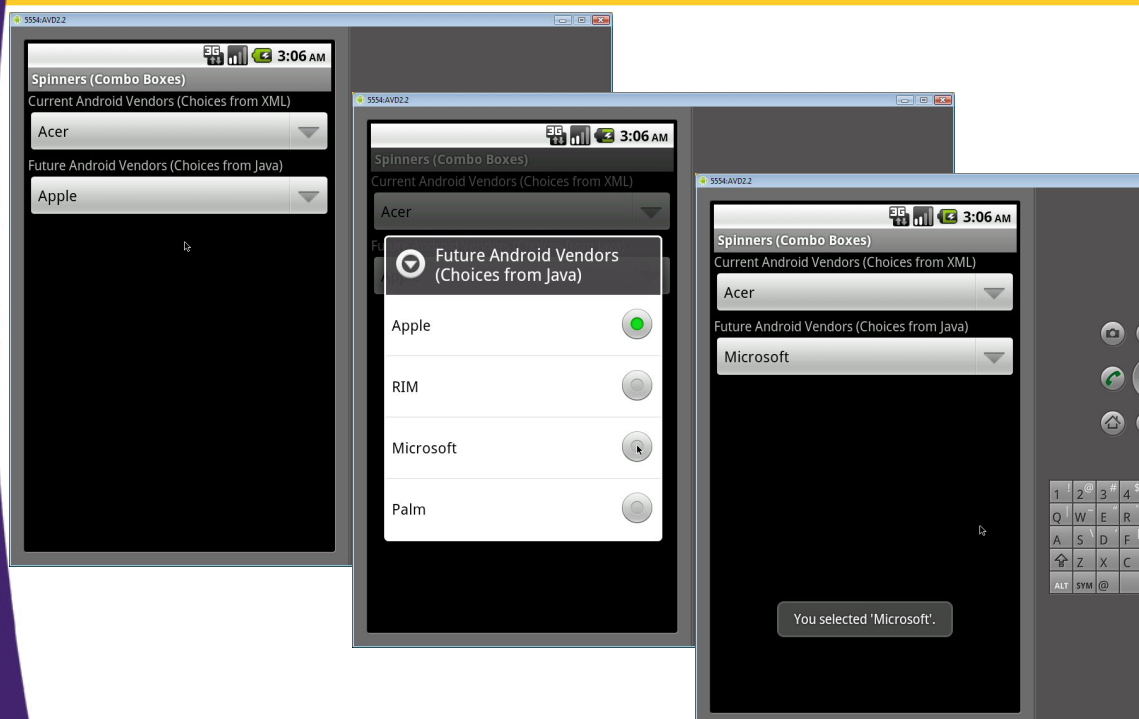 5554:AVD2.2
3G 3:06 AM
Spinners (Combo Boxes)
Current Android Vendors (Choices from XML)
Acer
Future Android Vendors (Choices from Java)
Apple
5554:AVD2.2
3G 3:06 AM
Spinners (Combo Boxes)
Current Android Vendors (Choices from XML)
Acer
Fu
Future Android Vendors
(Choices from Java)
Apple
RIM
Microsoft
Palm
5554:AVD2.2
3G 3:06 AM
Spinners (Combo Boxes)
Current Android Vendors (Choices from XML)
Acer
Future Android Vendors (Choices from Java)
Microsoft
You selected 'Microsoft'.
1 ! 2 @ 3 # 4 $
Q W E R
A S D F
Z X C
ALT SYM @